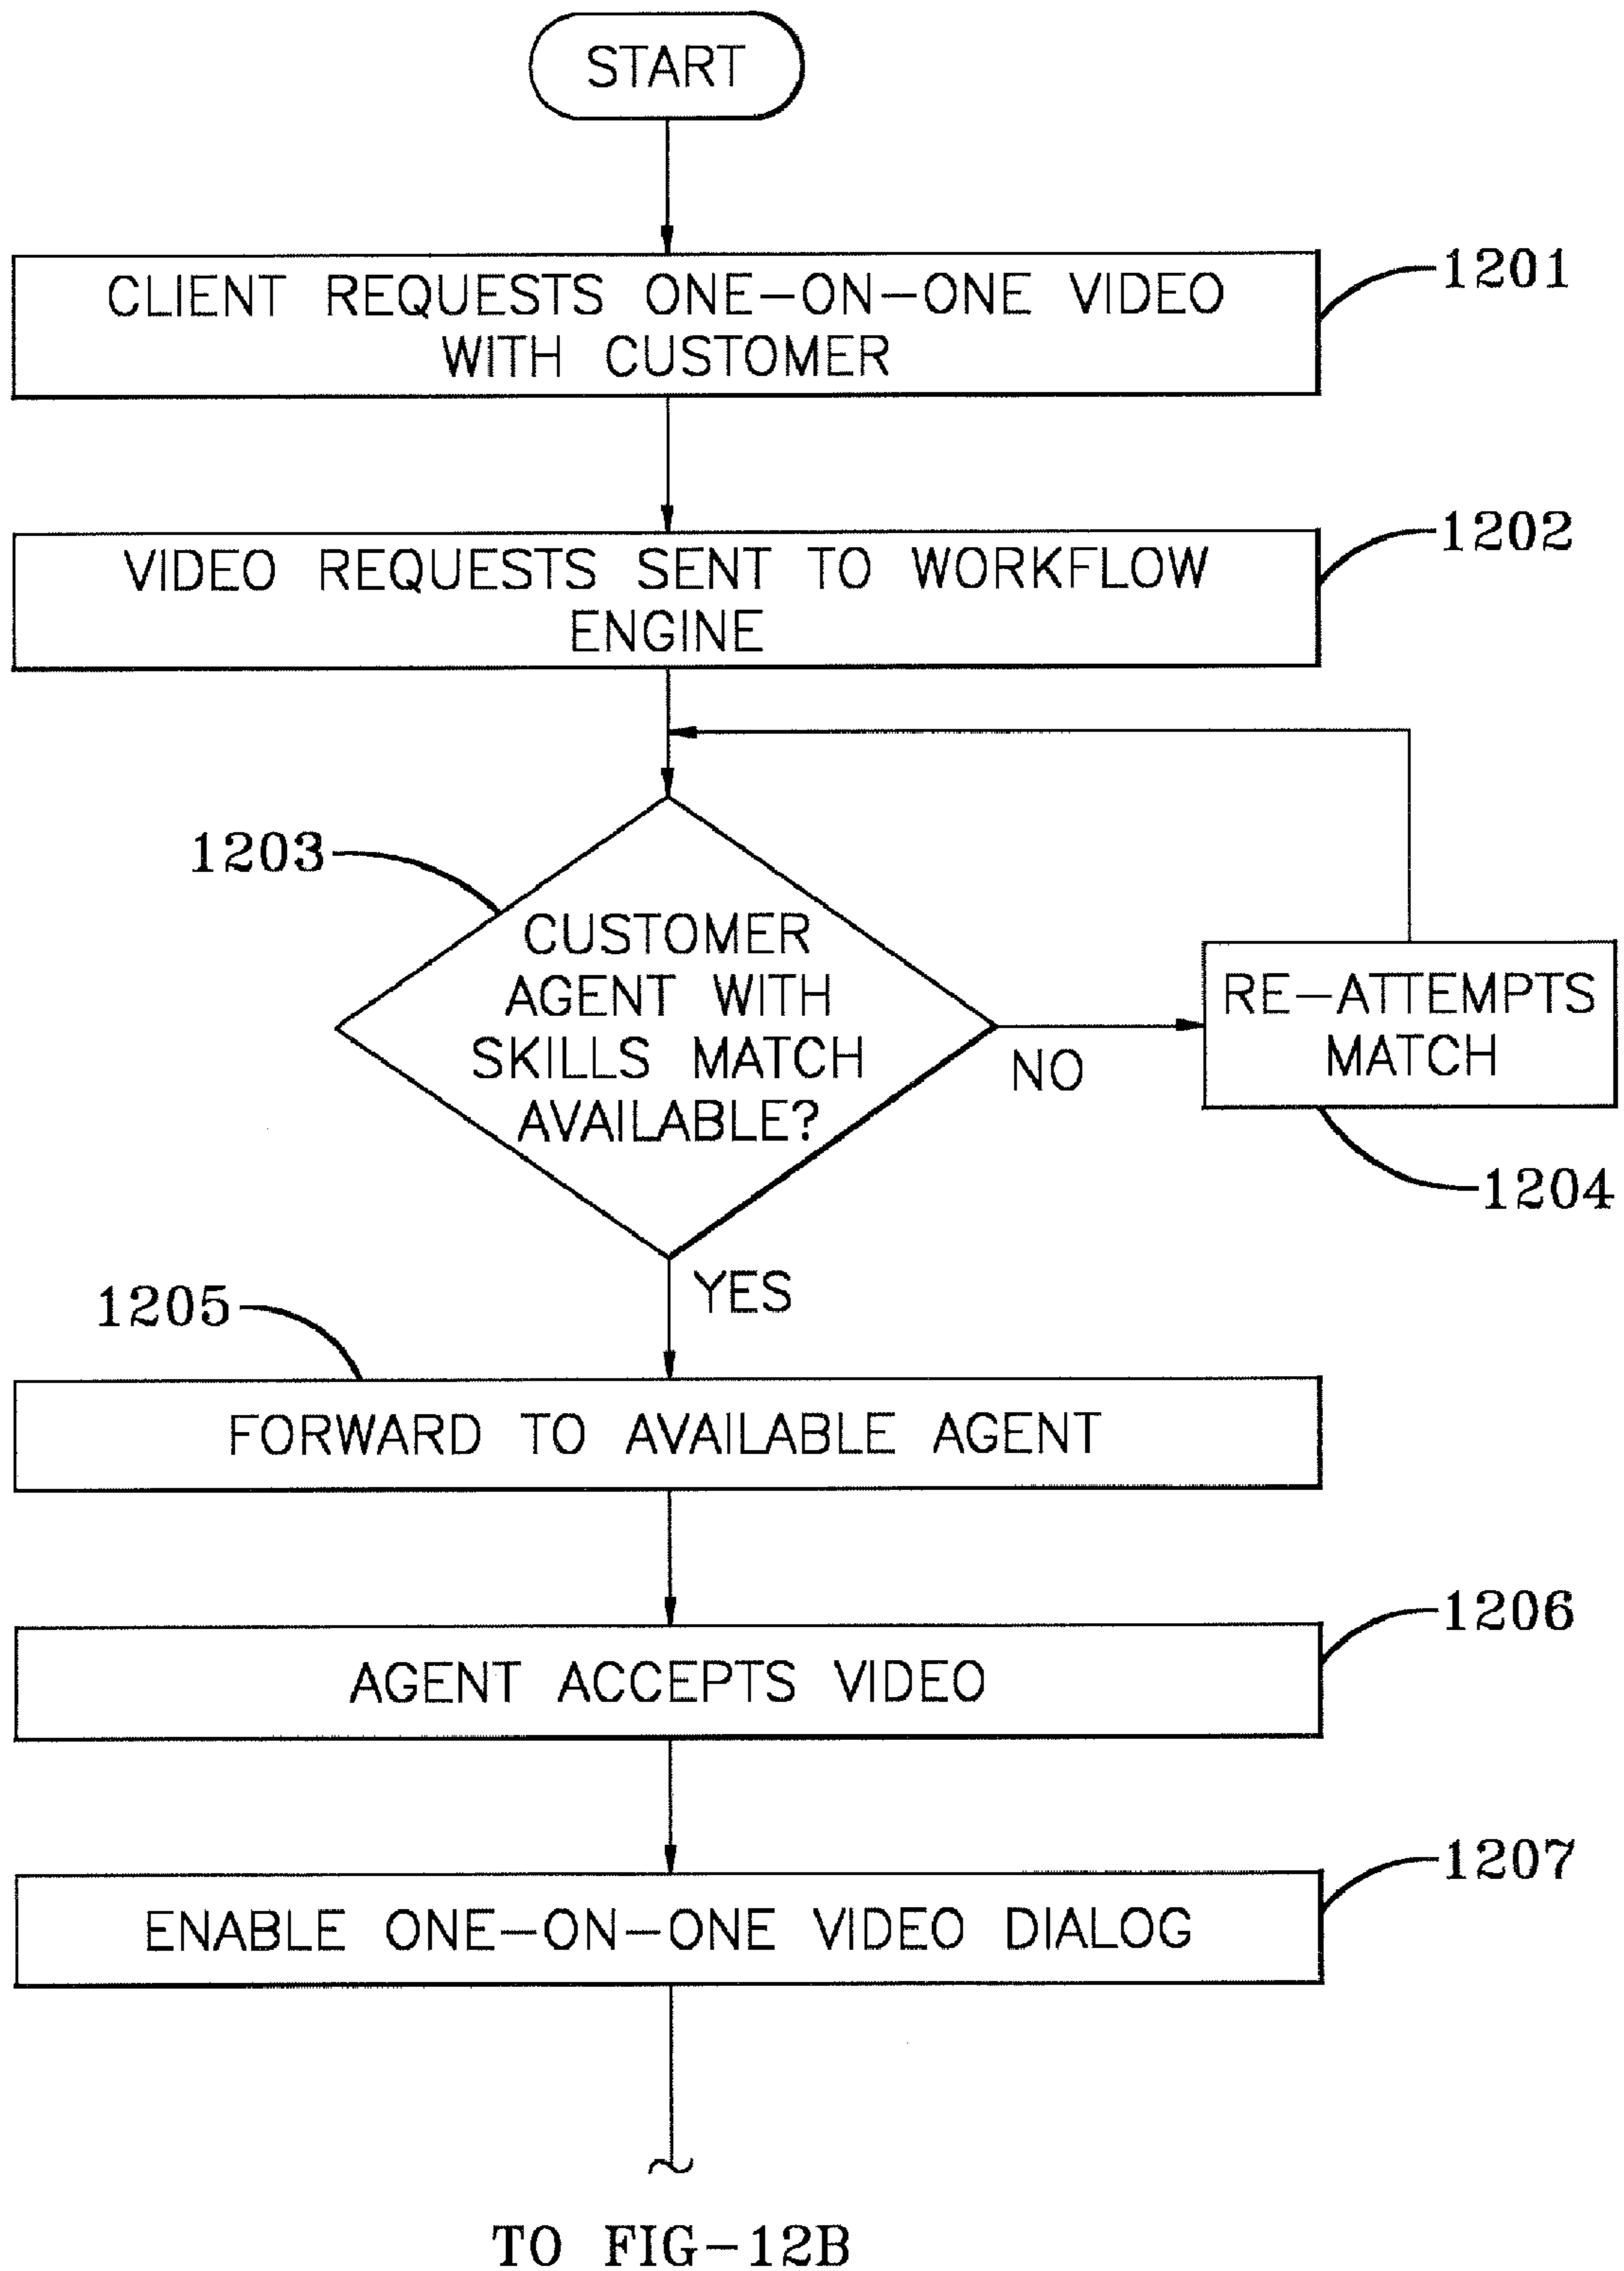 START
CLIENT REQUESTS ONE-ON-ONE VIDEO
WITH CUSTOMER
1201
VIDEO REQUESTS SENT TO WORKFLOW
ENGINE
1202
1203
CUSTOMER
AGENT WITH
SKILLS MATCH
AVAILABLE?
NO
RE-ATTEMPTS
MATCH
1204
YES
1205
FORWARD TO AVAILABLE AGENT
1206
AGENT ACCEPTS VIDEO
1207
ENABLE ONE-ON-ONE VIDEO DIALOG
TO FIG-12B